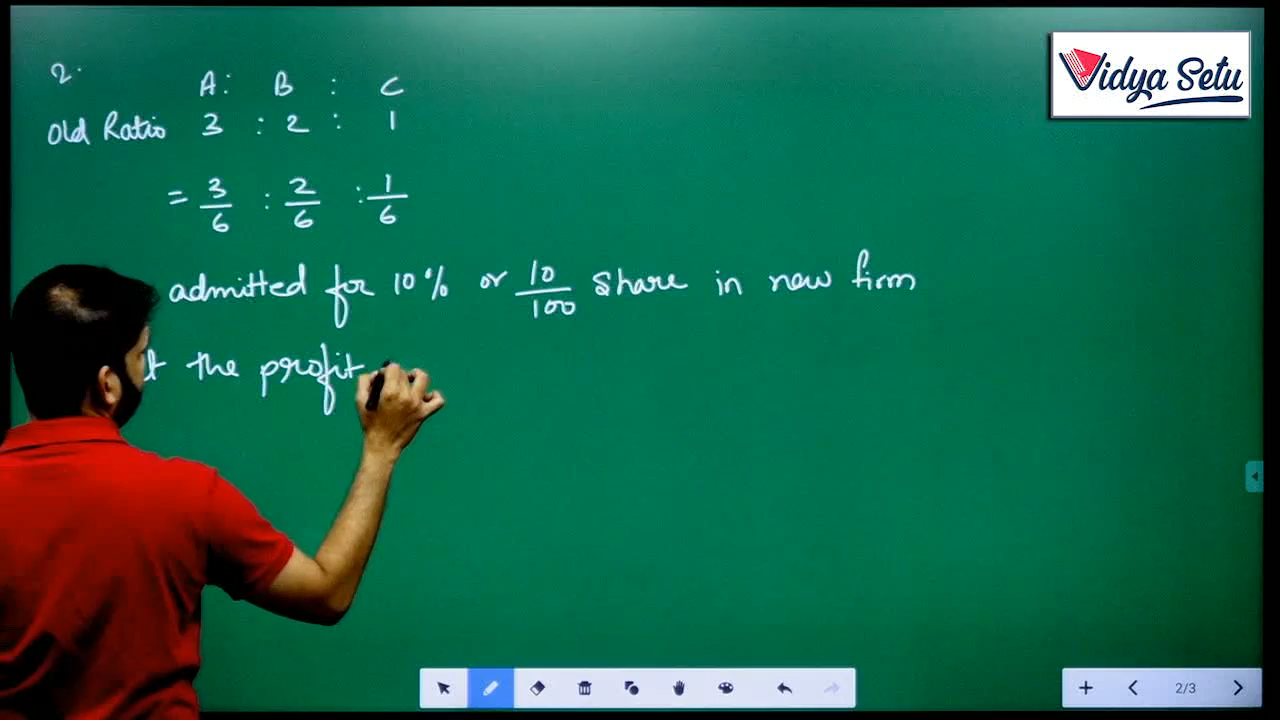 Vidya Setu
2.
A : B : C
Old Ratio 3 : 2 : 1
= 3/6 : 2/6 : 1/6
admitted for 10% or 10/100 share in new firm
the profit
2/3